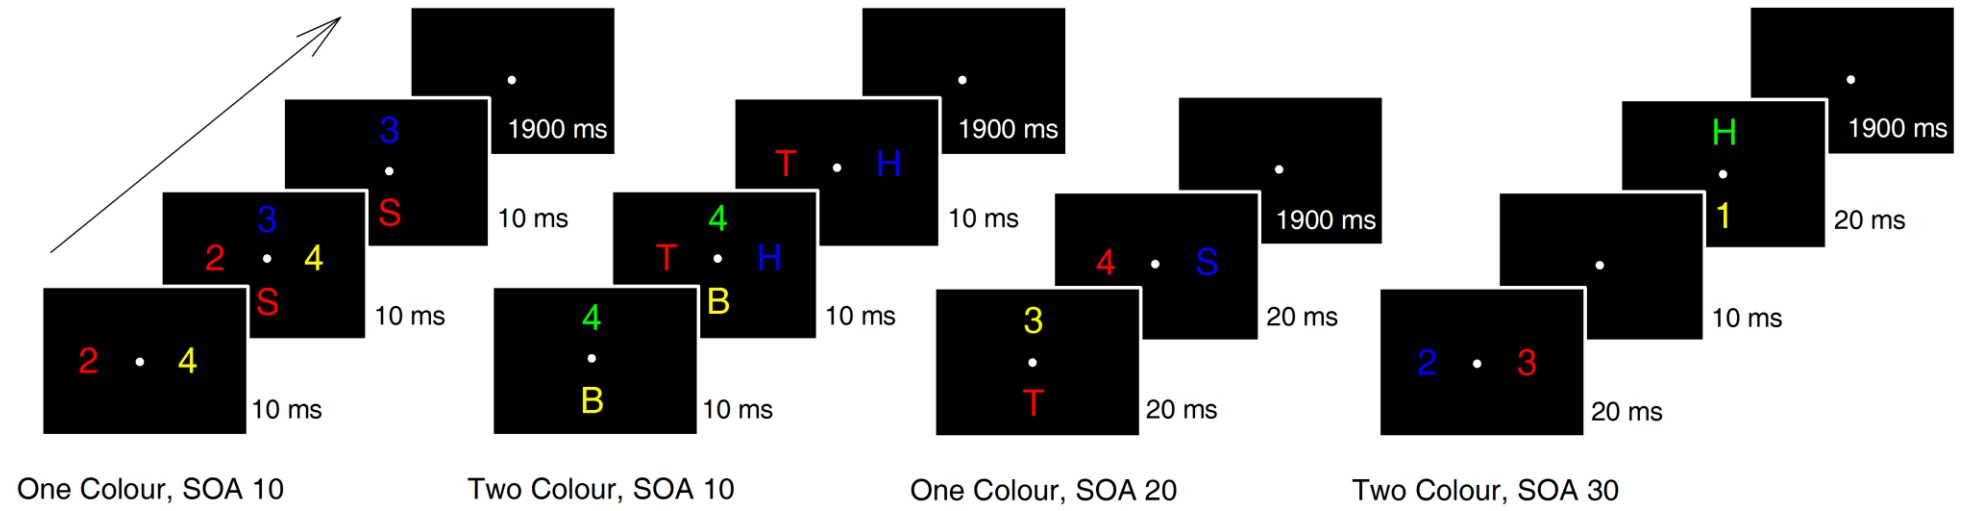 3
S
1900 ms
3
2 4
S
10 ms
2 4
10 ms
10 ms
One Colour, SOA 10
1900 ms
T H
4
T H
B
10 ms
4
B
10 ms
10 ms
Two Colour, SOA 10
1900 ms
4 S
20 ms
3
T
20 ms
One Colour, SOA 20
1900 ms
H
1
20 ms
10 ms
2 3
20 ms
Two Colour, SOA 30